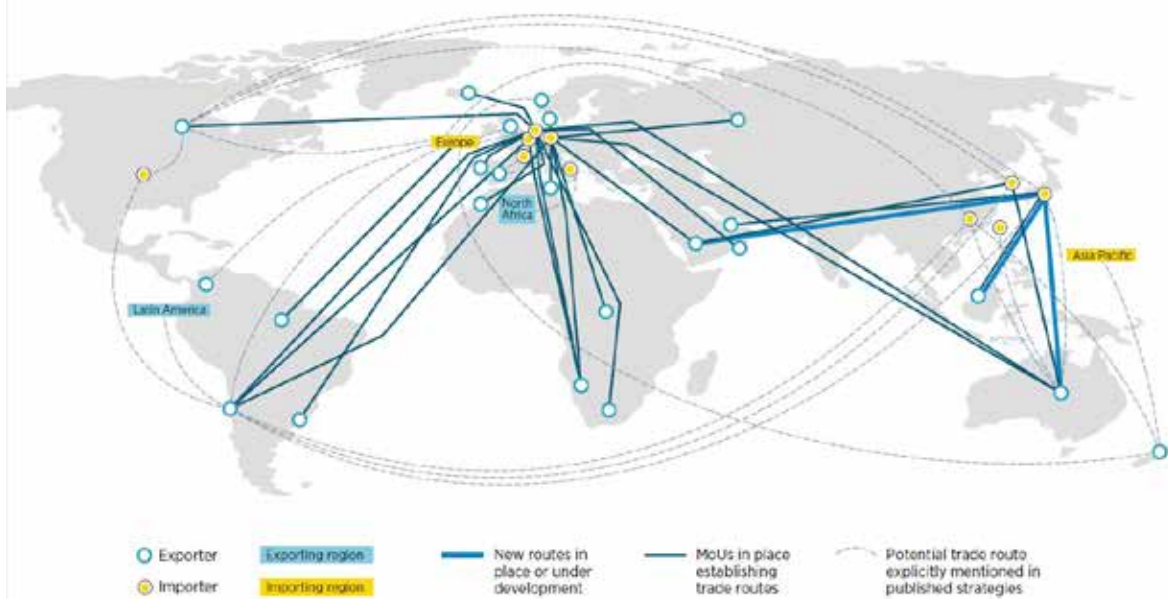 Europe
North
Africa
Asia Pacific
Latin America
Exporter
Exporting region
New routes in
place or under
development
MoUs in place
establishing
trade routes
Potential trade route
explicitly mentioned in
published strategies
Importer
Importing region